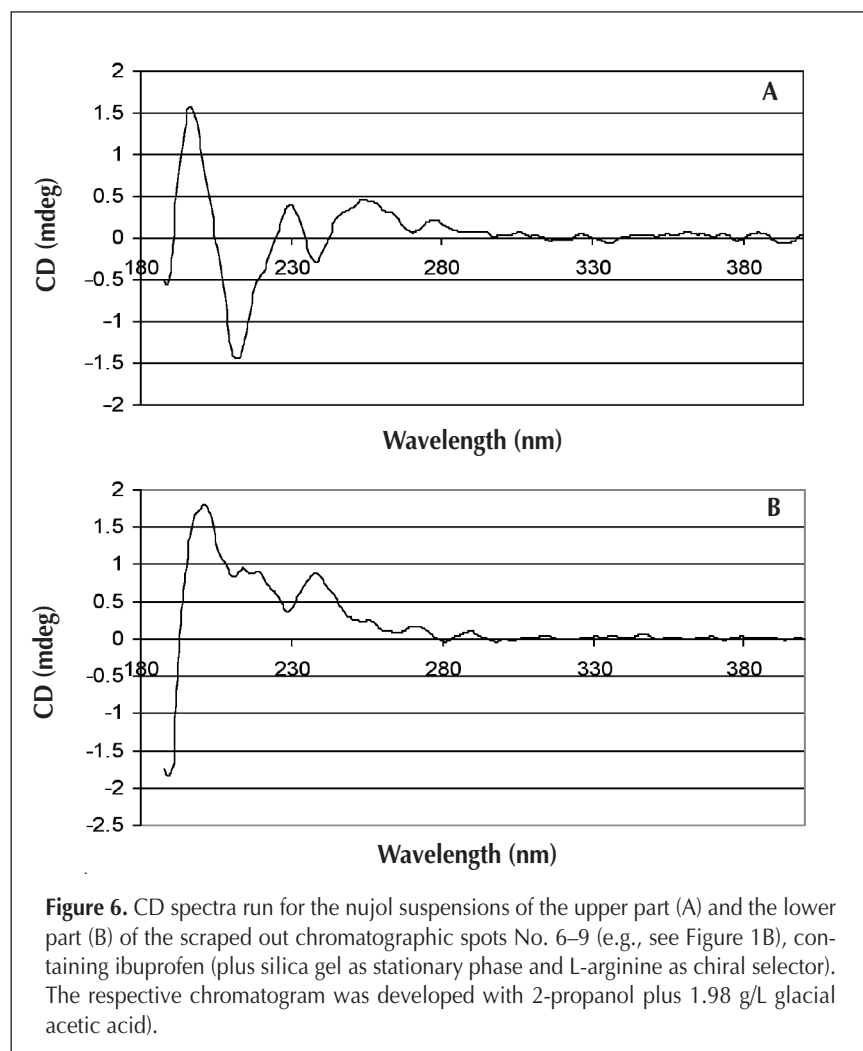 2
A
1.5
1
0.5
0
180
230
280
330
380
−0.5
−1
−1.5
−2
CD (mdeg)
Wavelength (nm)
2
B
1.5
1
0.5
0
180
230
280
330
380
−0.5
−1
−1.5
−2
−2.5
CD (mdeg)
Wavelength (nm)
Figure 6. CD spectra run for the nujol suspensions of the upper part (A) and the lower
part (B) of the scraped out chromatographic spots No. 6–9 (e.g., see Figure 1B), con-
taining ibuprofen (plus silica gel as stationary phase and L-arginine as chiral selector).
The respective chromatogram was developed with 2-propanol plus 1.98 g/L glacial
acetic acid).